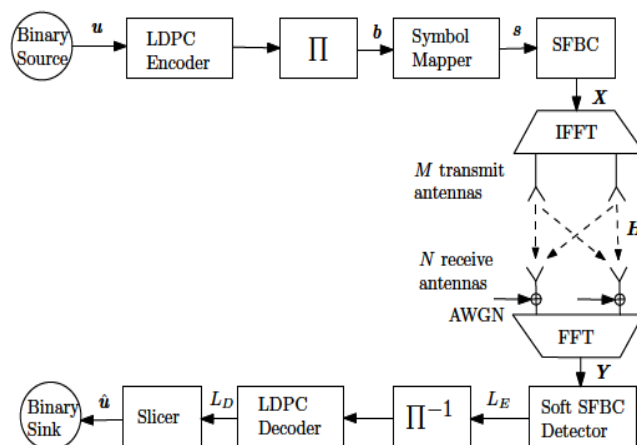 Binary
Source
u
LDPC
Encoder
∏
b
Symbol
Mapper
s
SFBC
X
IFFT
M transmit
antennas
H
N receive
antennas
AWGN
FFT
Y
Binary
Sink
û
Slicer
L_D
LDPC
Decoder
∏⁻¹
L_E
Soft SFBC
Detector